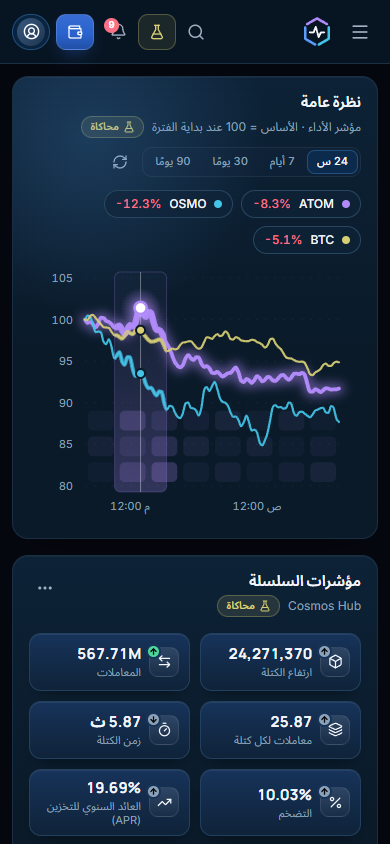 9
نظرة عامة
مؤشر الأداء · الأساس = 100 عند بداية الفترة محاكاة
24 س 7 أيام 30 يومًا 90 يومًا
ATOM -8.3% OSMO -12.3%
BTC -5.1%
105
100
95
90
85
80
12:00 م 12:00 ص
مؤشرات السلسلة
Cosmos Hub محاكاة
24,271,370 567.71M
ارتفاع الكتلة المعاملات
25.87 5.87 ث
معاملات لكل كتلة زمن الكتلة
10.03% 19.69%
التضخم العائد السنوي للتخزين
(APR)